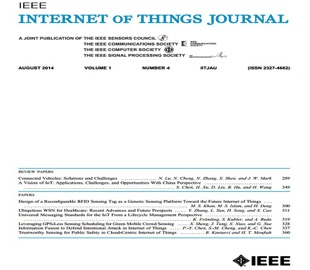 IEEE
INTERNET OF THINGS JOURNAL
A JOINT PUBLICATION OF THE IEEE SENSORS COUNCIL
THE IEEE COMMUNICATIONS SOCIETY
THE IEEE COMPUTER SOCIETY
THE IEEE SIGNAL PROCESSING SOCIETY
AUGUST 2014 VOLUME 1 NUMBER 4 IITJAU (ISSN 2327-4662)
REVIEW PAPERS
Connected Vehicles: Solutions and Challenges N. Lu, N. Cheng, N. Zhang, X. Shen, and J. W. Mark 289
A Vision of IoT: Applications, Challenges, and Opportunities With China Perspective
S. Chen, H. Xu, D. Liu, B. Hu, and H. Wang 349
PAPERS
Design of a Reconfigurable RFID Sensing Tag as a Generic Sensing Platform Toward the Future Internet of Things
M. S. Khan, M. S. Islam, and H. Deng 300
Ubiquitous WSN for Healthcare: Recent Advances and Future Prospects Y. Zhang, L. Sun, H. Song, and X. Cao 311
Universal Messaging Standards for the IoT From a Lifecycle Management Perspective
K. Främling, S. Kubler, and A. Buda 319
Leveraging GPS-Less Sensing Scheduling for Green Mobile Crowd Sensing X. Sheng, J. Tang, X. Xiao, and G. Xue 328
Information Fusion to Defend Intentional Attack in Internet of Things P.-Y. Chen, S.-M. Cheng, and K.-C. Chen 337
Trustworthy Sensing for Public Safety in Cloud-Centric Internet of Things B. Kantarci and H. T. Mouftah 360
IEEE